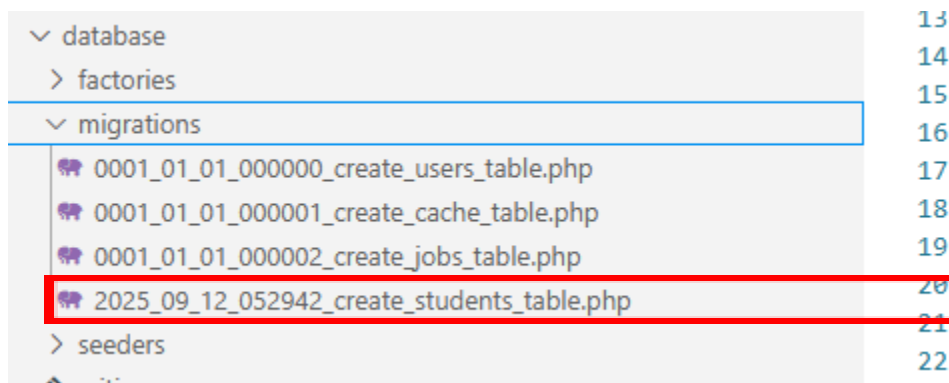 database
factories
migrations
0001_01_01_000000_create_users_table.php
0001_01_01_000001_create_cache_table.php
0001_01_01_000002_create_jobs_table.php
2025_09_12_052942_create_students_table.php
seeders
13
14
15
16
17
18
19
20
21
22